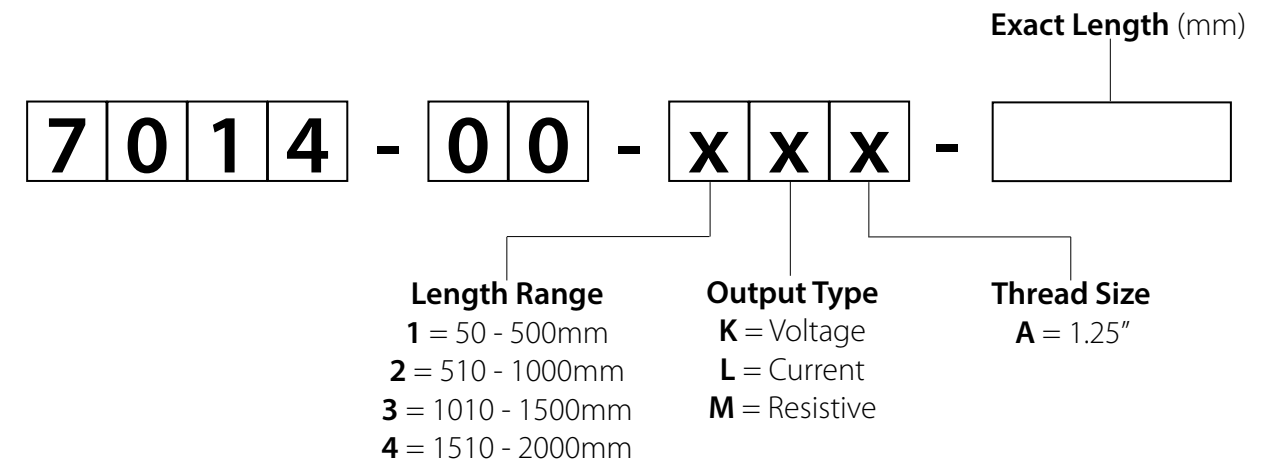 Exact Length (mm)
7014 - 00 - xxx -
Length Range
1 = 50 - 500mm
2 = 510 - 1000mm
3 = 1010 - 1500mm
4 = 1510 - 2000mm
Output Type
K = Voltage
L = Current
M = Resistive
Thread Size
A = 1.25”